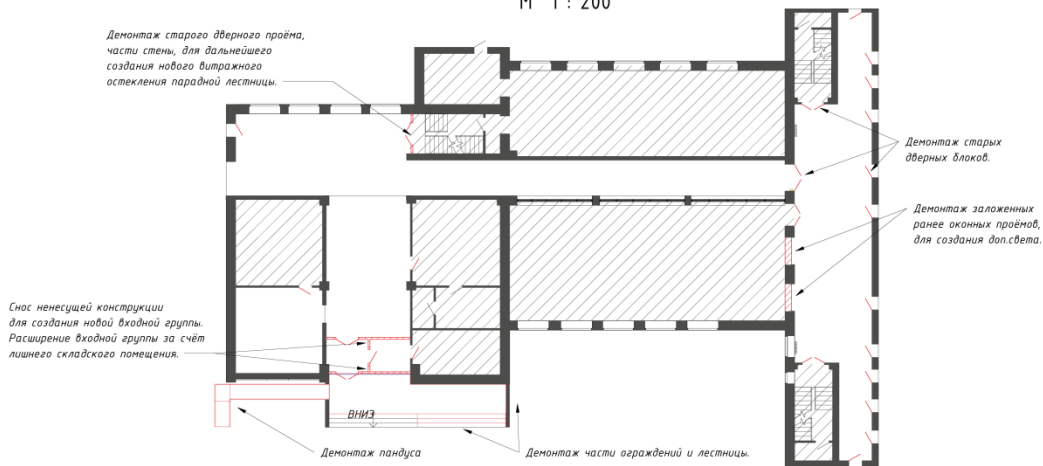 М 1 : 200
Демонтаж старого дверного проёма,
части стены, для дальнейшего
создания нового витражного
остекления парадной лестницы.
Демонтаж старых
дверных блоков.
Демонтаж заложенных
ранее оконных проёмов,
для создания доп.света.
Снос ненесущей конструкции
для создания новой входной группы.
Расширение входной группы за счёт
лишнего складского помещения.
ВНИЗ
Демонтаж пандуса
Демонтаж части ограждений и лестницы.